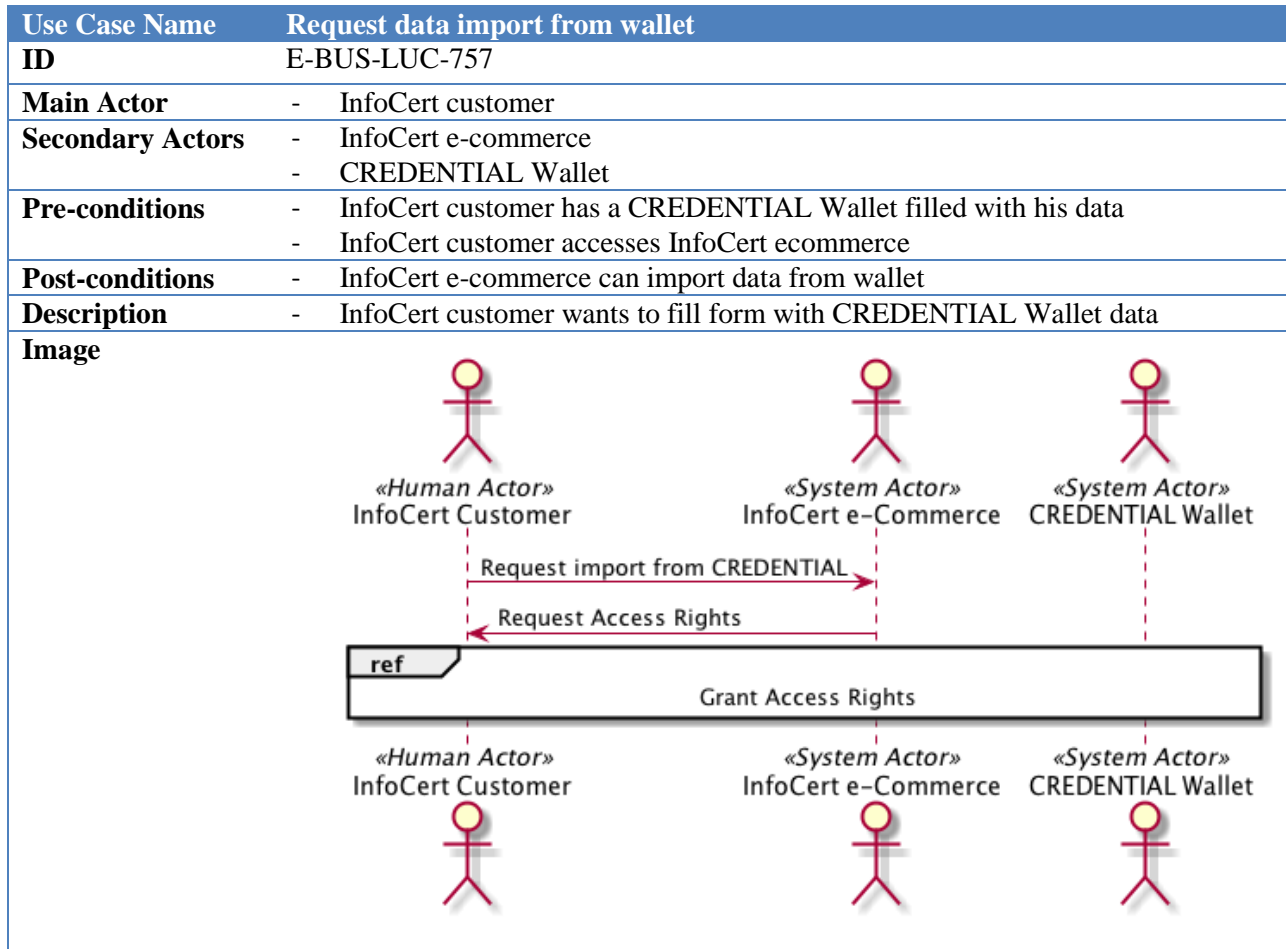 Use Case Name Request data import from wallet
ID E-BUS-LUC-757
Main Actor - InfoCert customer
Secondary Actors - InfoCert e-commerce
- CREDENTIAL Wallet
Pre-conditions - InfoCert customer has a CREDENTIAL Wallet filled with his data
- InfoCert customer accesses InfoCert ecommerce
Post-conditions - InfoCert e-commerce can import data from wallet
Description - InfoCert customer wants to fill form with CREDENTIAL Wallet data
Image
«Human Actor» «System Actor» «System Actor»
InfoCert Customer InfoCert e-Commerce CREDENTIAL Wallet
Request import from CREDENTIAL
Request Access Rights
ref
Grant Access Rights
«Human Actor» «System Actor» «System Actor»
InfoCert Customer InfoCert e-Commerce CREDENTIAL Wallet